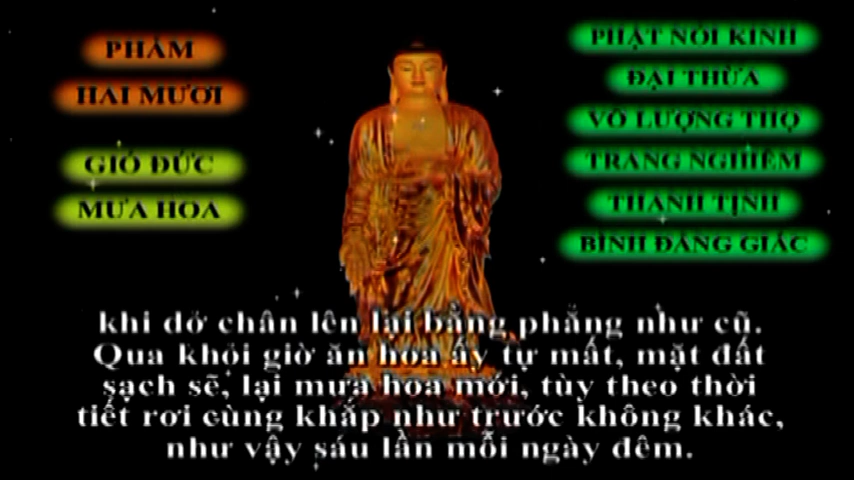 PHẨM
HAI MƯƠI
GIÓ ĐỨC
MƯA HOA
PHẬT NÓI KINH
ĐẠI THỪA
VÔ LƯỢNG THỌ
TRANG NGHIÊM
THANH TỊNH
BÌNH ĐẲNG GIÁC
khi dở chân lên lại bằng phẳng như cũ.
Qua khỏi giờ ăn hoa ấy tự mất, mặt đất
sạch sẽ, lại mưa hoa mới, tùy theo thời
tiết rơi cùng khắp như trước không khác,
như vậy sáu lần mỗi ngày đêm.